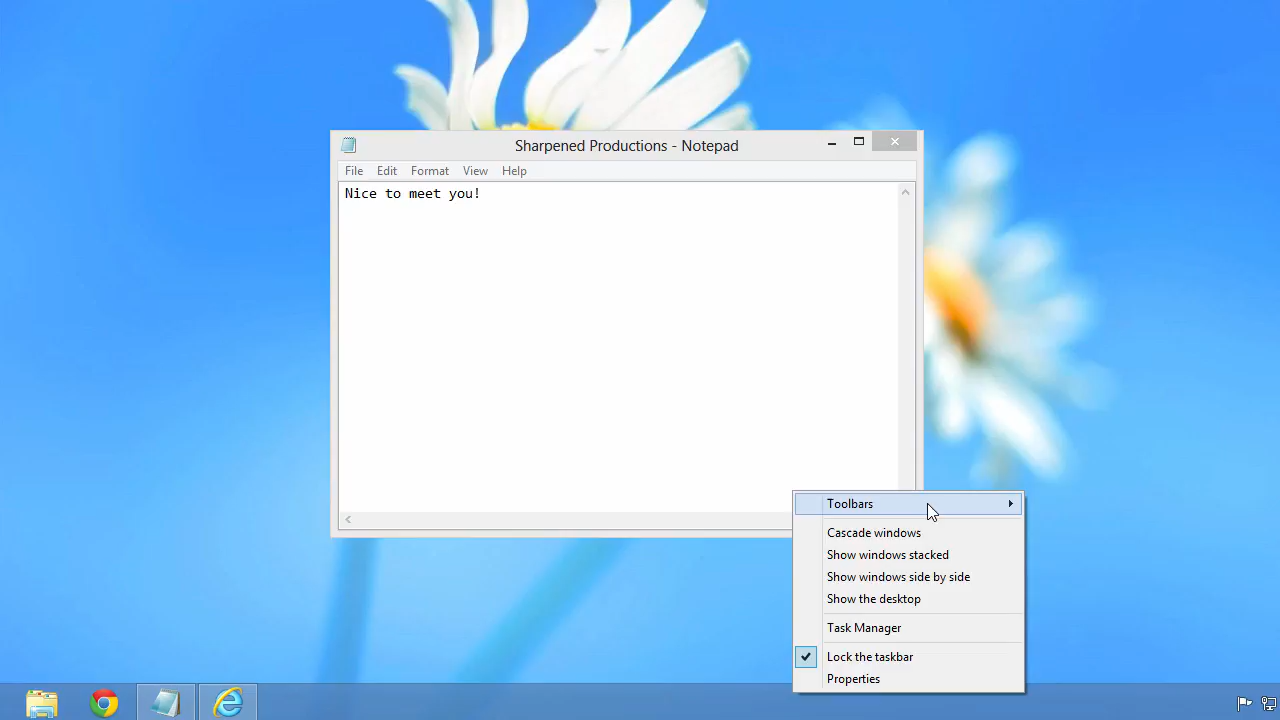 Sharpened Productions - Notepad
File Edit Format View Help
Nice to meet you!
Toolbars
Cascade windows
Show windows stacked
Show windows side by side
Show the desktop
Task Manager
Lock the taskbar
Properties